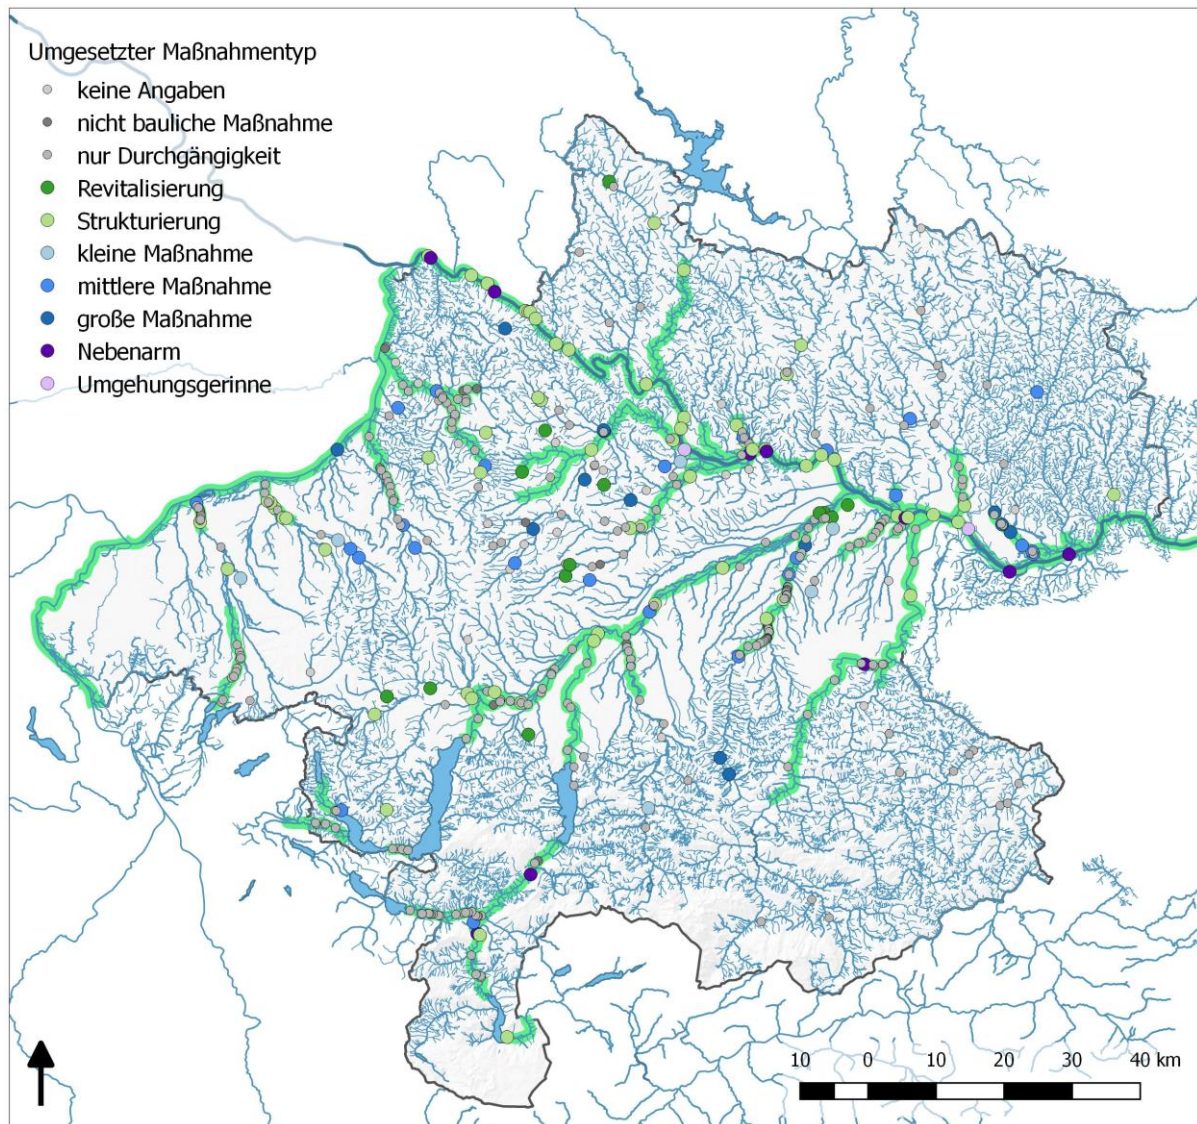 Umgesetzter Maßnahmentyp
keine Angaben
nicht bauliche Maßnahme
nur Durchgängigkeit
Revitalisierung
Strukturierung
kleine Maßnahme
mittlere Maßnahme
große Maßnahme
Nebenarm
Umgehungsgerinne
10 0 10 20 30 40 km